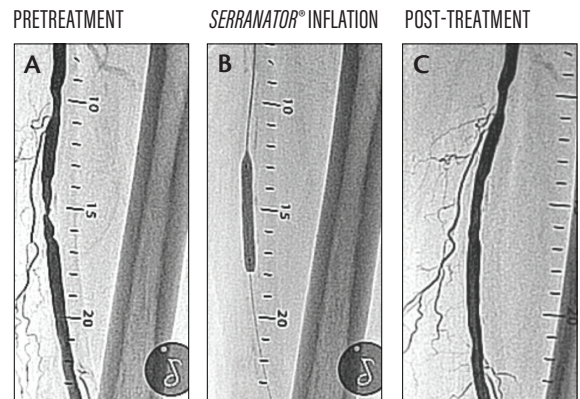 PRETREATMENT
SERRANATOR® INFLATION
POST-TREATMENT
A
B
C
10
15
20
10
15
20
20